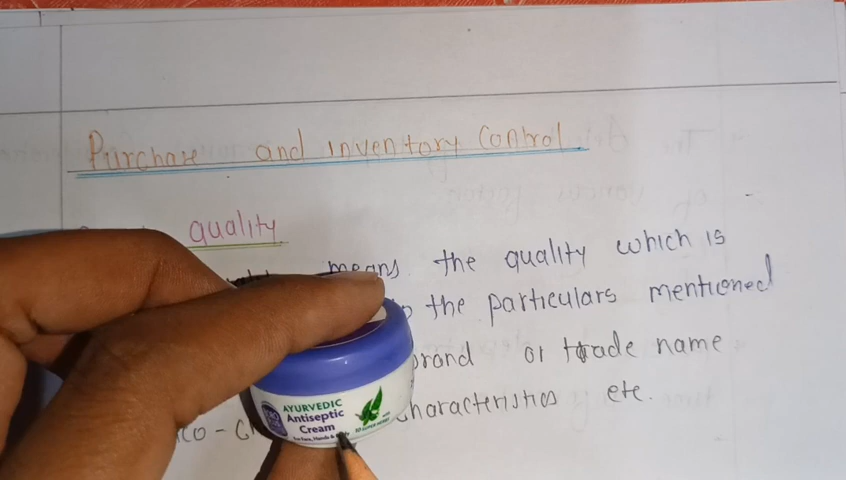 Purchase and inventory Control.
quality
means the quality which is
the particulars mentioned
brand or trade name
co - characteristics etc.
AYURVEDIC
Antiseptic
Cream